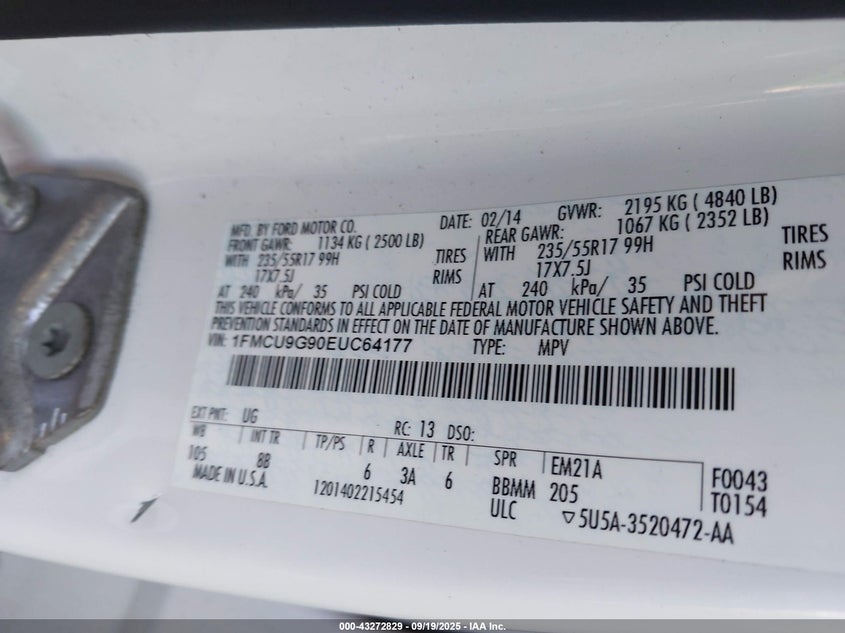 MFD. BY FORD MOTOR CO. DATE: 02/14 GVWR: 2195 KG ( 4840 LB)
FRONT GAWR: 1134 KG ( 2500 LB) REAR GAWR: 1067 KG ( 2352 LB)
WITH 235/55R17 99H TIRES WITH 235/55R17 99H TIRES
17X7.5J RIMS 17X7.5J RIMS
AT 240 kPa/ 35 PSI COLD AT 240 kPa/ 35 PSI COLD
THIS VEHICLE CONFORMS TO ALL APPLICABLE FEDERAL MOTOR VEHICLE SAFETY AND THEFT
PREVENTION STANDARDS IN EFFECT ON THE DATE OF MANUFACTURE SHOWN ABOVE.
VIN: 1FMCU9G90EUC64177 TYPE: MPV
EXT PNT: UG RC: 13 DSO:
WB INT TR TP/PS R AXLE TR SPR EM21A F0043
105 8B 6 3A 6 BBMM 205 T0154
MADE IN U.S.A. 1201402215454 ULC ▽5U5A-3520472-AA
1
000-43272829 - 09/19/2025 - IAA Inc.